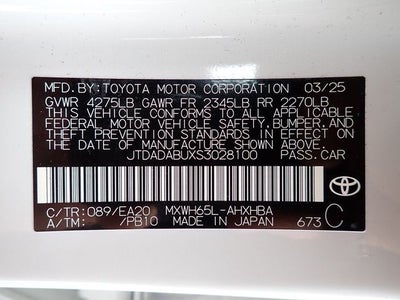 MFD.BY:TOYOTA MOTOR CORPORATION 03/25
GVWR 4275LB GAWR FR 2345LB RR 2270LB
THIS VEHICLE CONFORMS TO ALL APPLICABLE
FEDERAL MOTOR VEHICLE SAFETY,BUMPER,AND
THEFT PREVENTION STANDARDS IN EFFECT ON
THE DATE OF MANUFACTURE SHOWN ABOVE.
JTDADABUXS3028100 PASS.CAR
TOYOTA
C/TR:089/EA20 MXWH65L-AHXHBA
A/TM: /PB10 MADE IN JAPAN 673 C